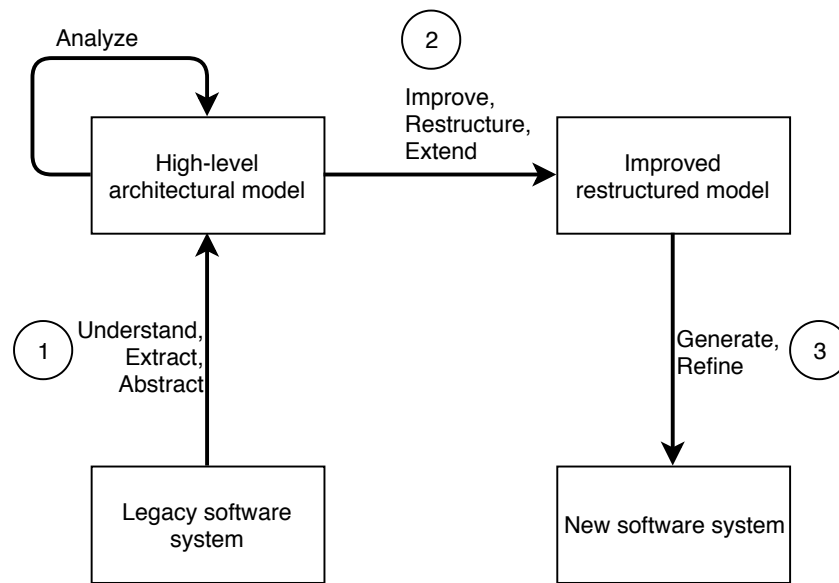 Analyze
2
Improve,
Restructure,
Extend
High-level
architectural model
Improved
restructured model
1
Understand,
Extract,
Abstract
Generate,
Refine
3
Legacy software
system
New software system